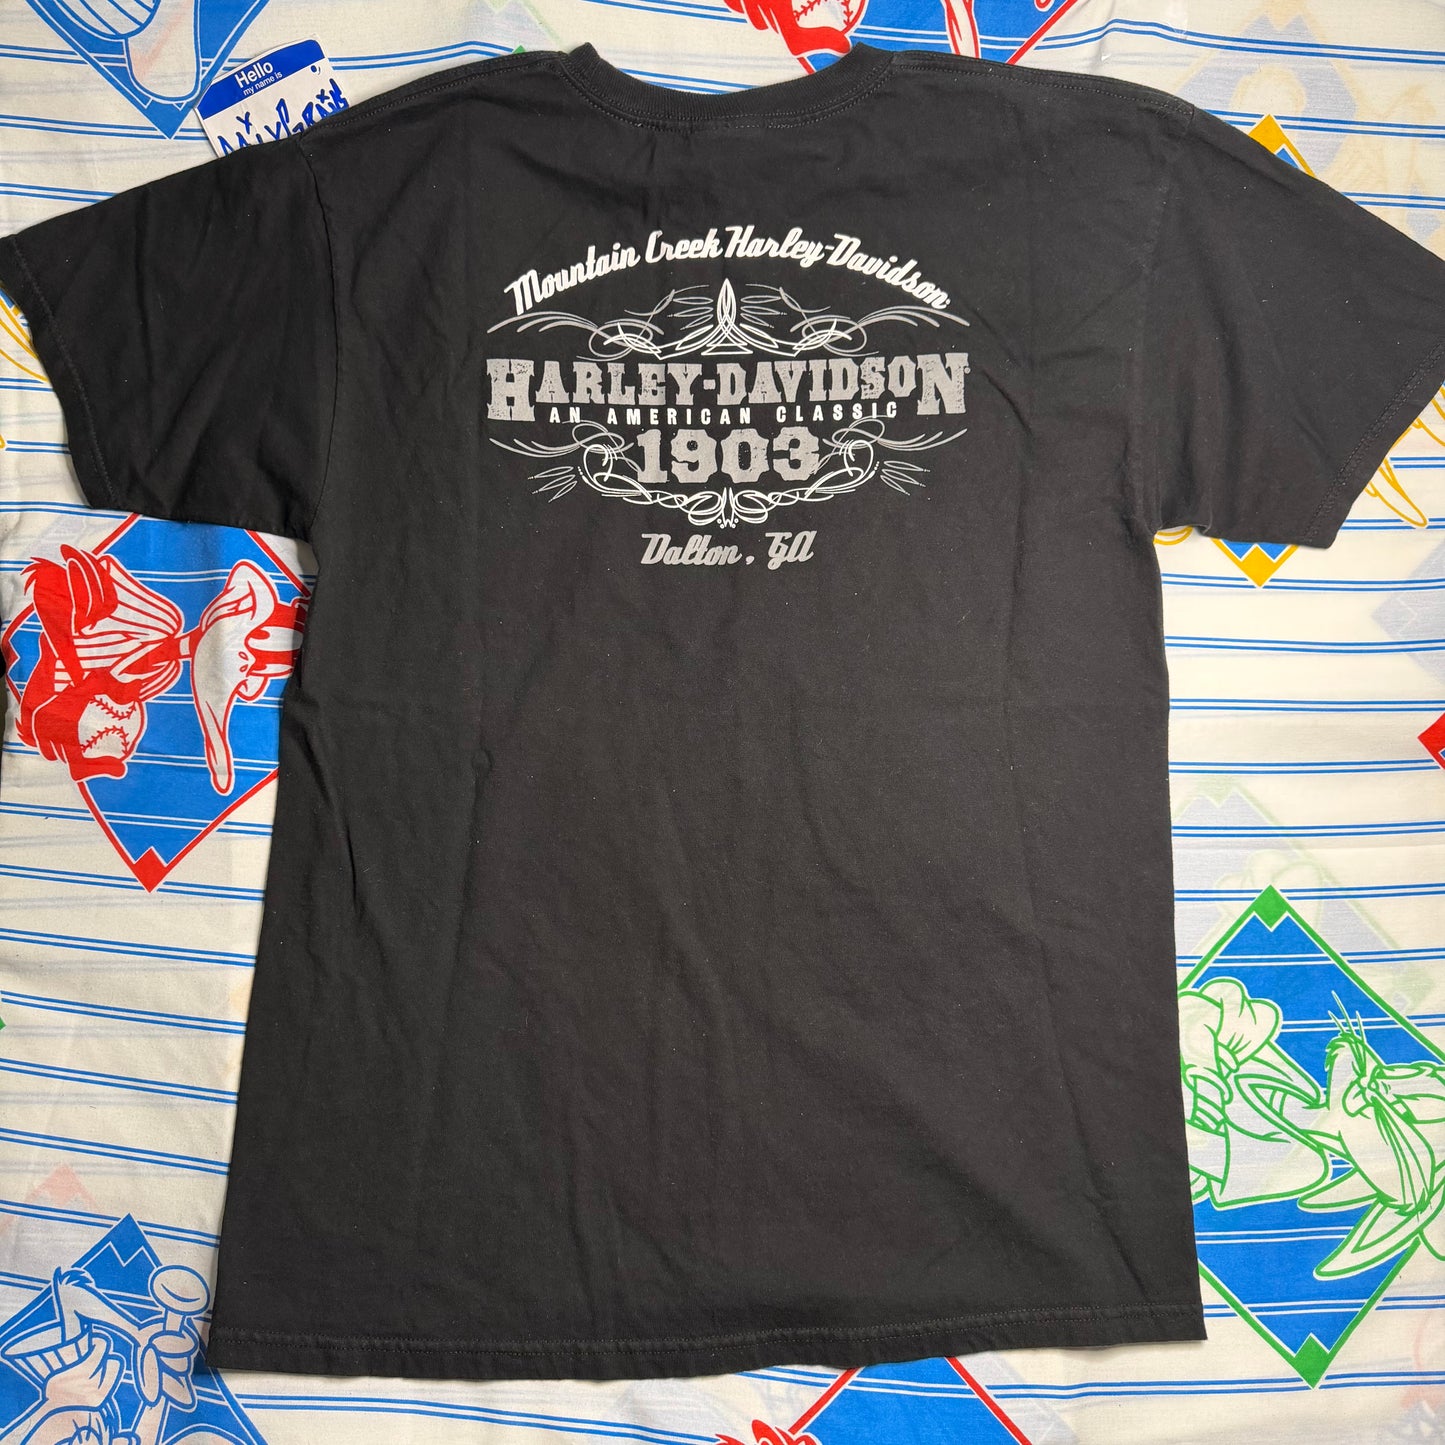 Hello
my name is
Mountain Creek Harley-Davidson
HARLEY-DAVIDSON
AN AMERICAN CLASSIC
1903
W
Dalton, GA